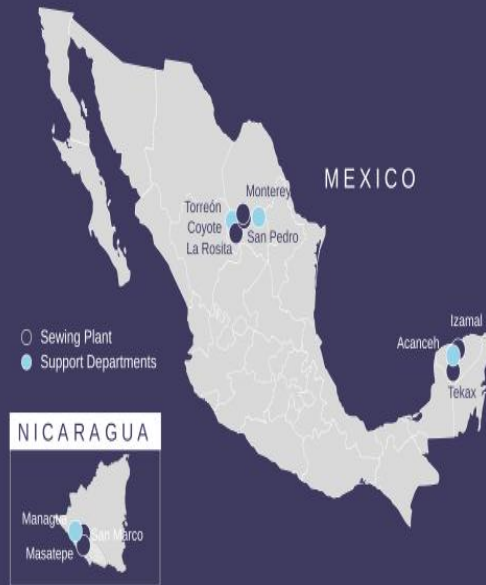 MEXICO
Monterey
Torreón
Coyote
San Pedro
La Rosita
Izamal
Acanceh
Tekax
Sewing Plant
Support Departments
NICARAGUA
Managua
San Marco
Masatepe